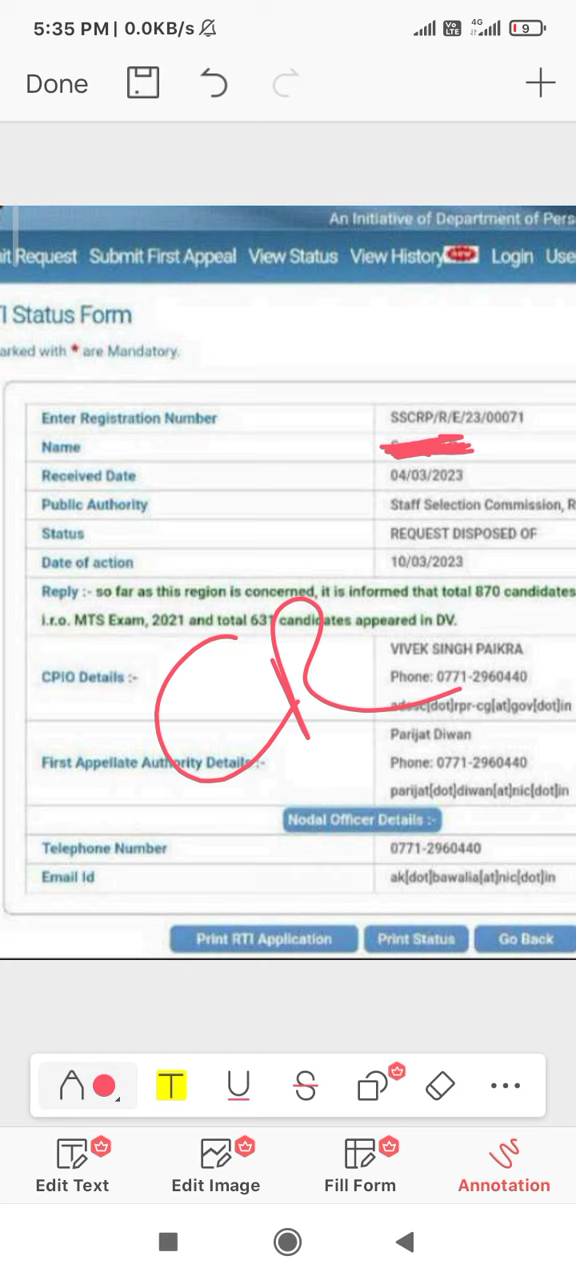 5:35 PM | 0.0KB/s
Vo LTE 4G 9
Done
An Initiative of Department of Pers
it Request Submit First Appeal View Status View History Login Use
I Status Form
arked with * are Mandatory.
Enter Registration Number SSCRP/R/E/23/00071
Name
Received Date 04/03/2023
Public Authority Staff Selection Commission, R
Status REQUEST DISPOSED OF
Date of action 10/03/2023
Reply :- so far as this region is concerned, it is informed that total 870 candidates
i.r.o. MTS Exam, 2021 and total 631 candidates appeared in DV.
CPIO Details :- VIVEK SINGH PAIKRA
Phone: 0771-2960440
adssc[dot]rpr-cg[at]gov[dot]in
First Appellate Authority Details :- Parijat Diwan
Phone: 0771-2960440
parijat[dot]diwan[at]nic[dot]in
Nodal Officer Details :-
Telephone Number 0771-2960440
Email Id ak[dot]bawalia[at]nic[dot]in
Print RTI Application Print Status Go Back
T U S
Edit Text Edit Image Fill Form Annotation